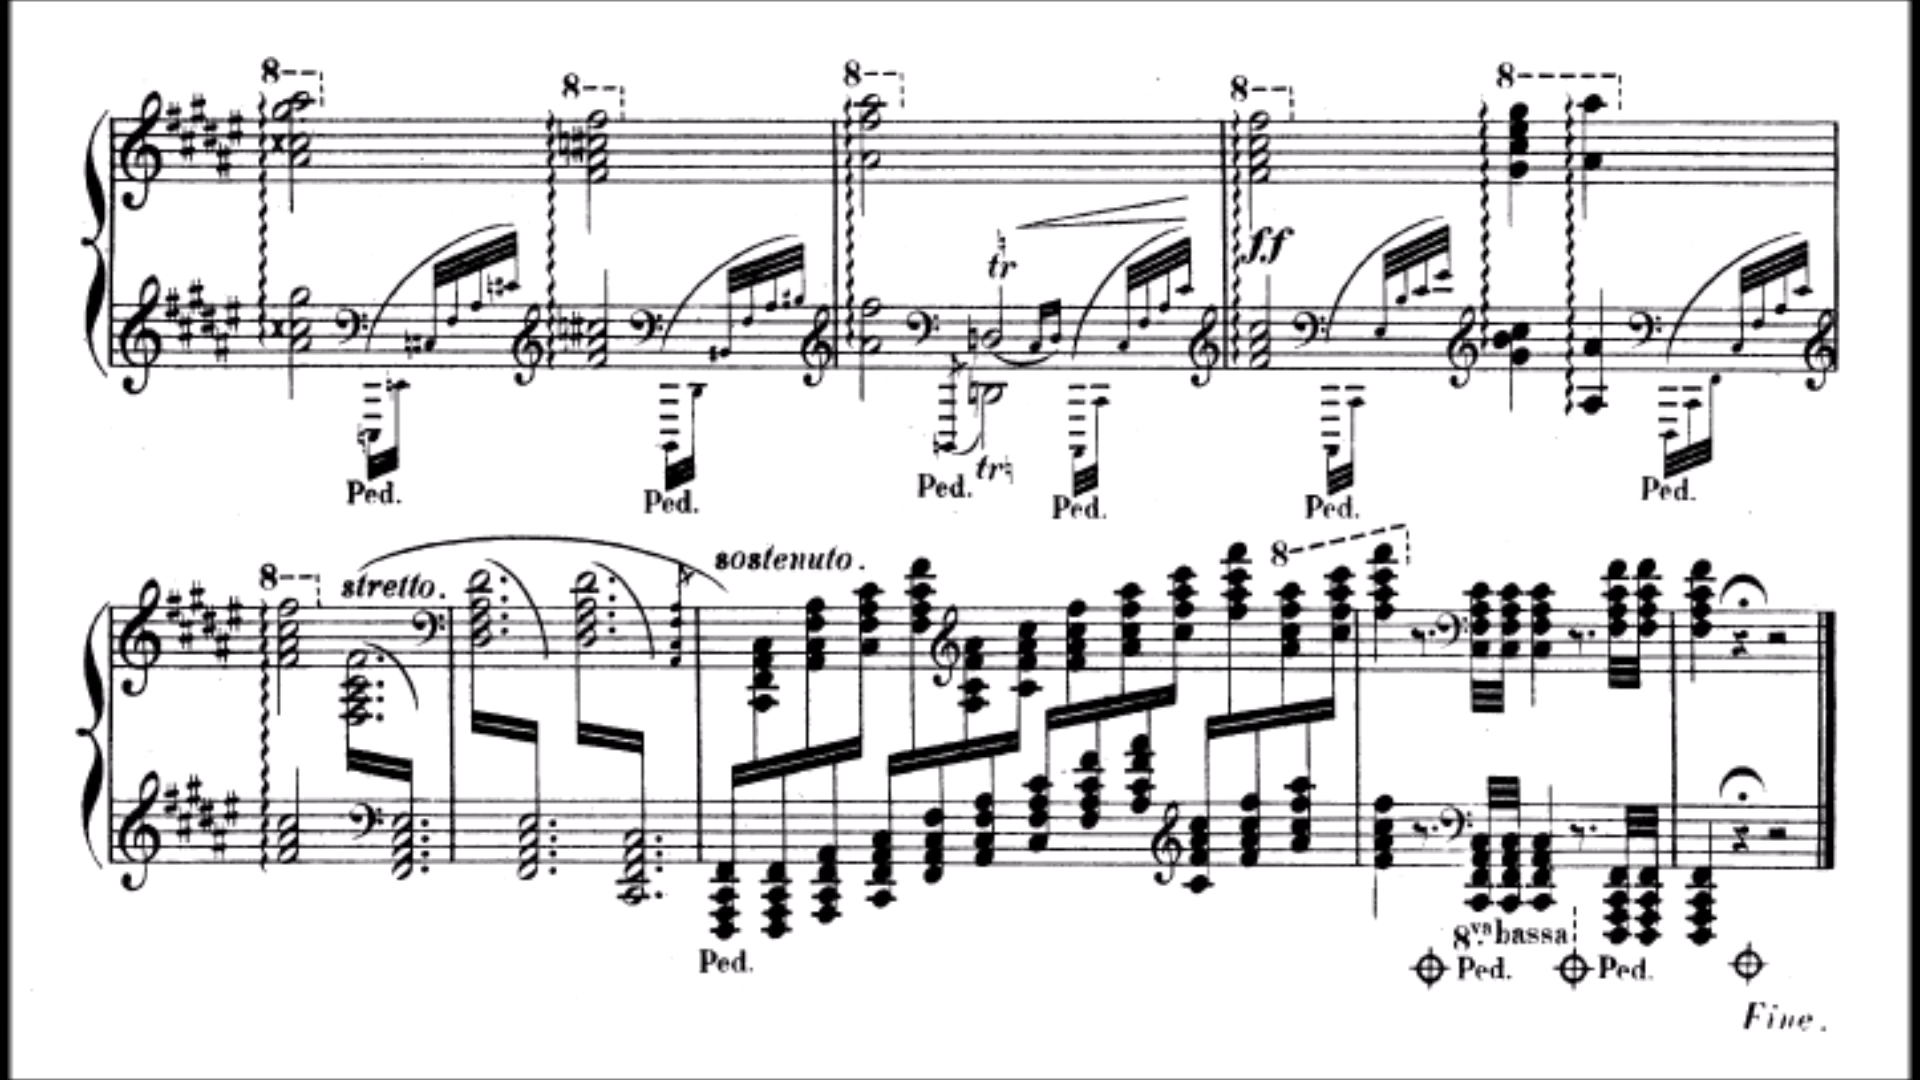 8 8 8 8 8
tr
ff
tr
Ped. Ped. Ped. Ped. Ped. Ped.
8 stretto. sostenuto. 8
Ped. 8va bassa
Ped. Ped.
Fine.